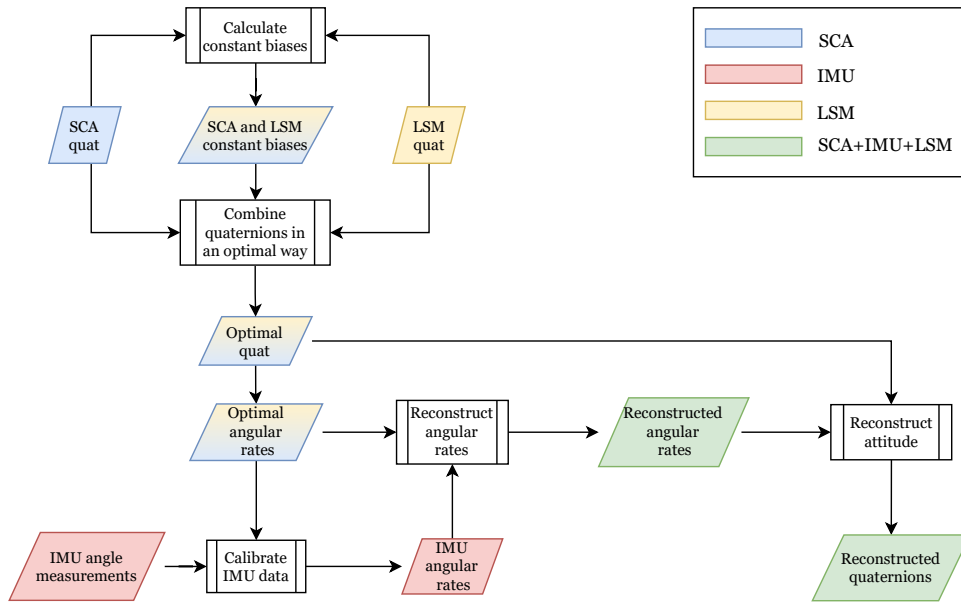 Calculate
constant biases
SCA
quat
SCA and LSM
constant biases
LSM
quat
Combine
quaternions in
an optimal way
Optimal
quat
Optimal
angular
rates
Reconstruct
angular
rates
Reconstructed
angular
rates
Reconstruct
attitude
IMU angle
measurements
Calibrate
IMU data
IMU
angular
rates
Reconstructed
quaternions
SCA
IMU
LSM
SCA+IMU+LSM